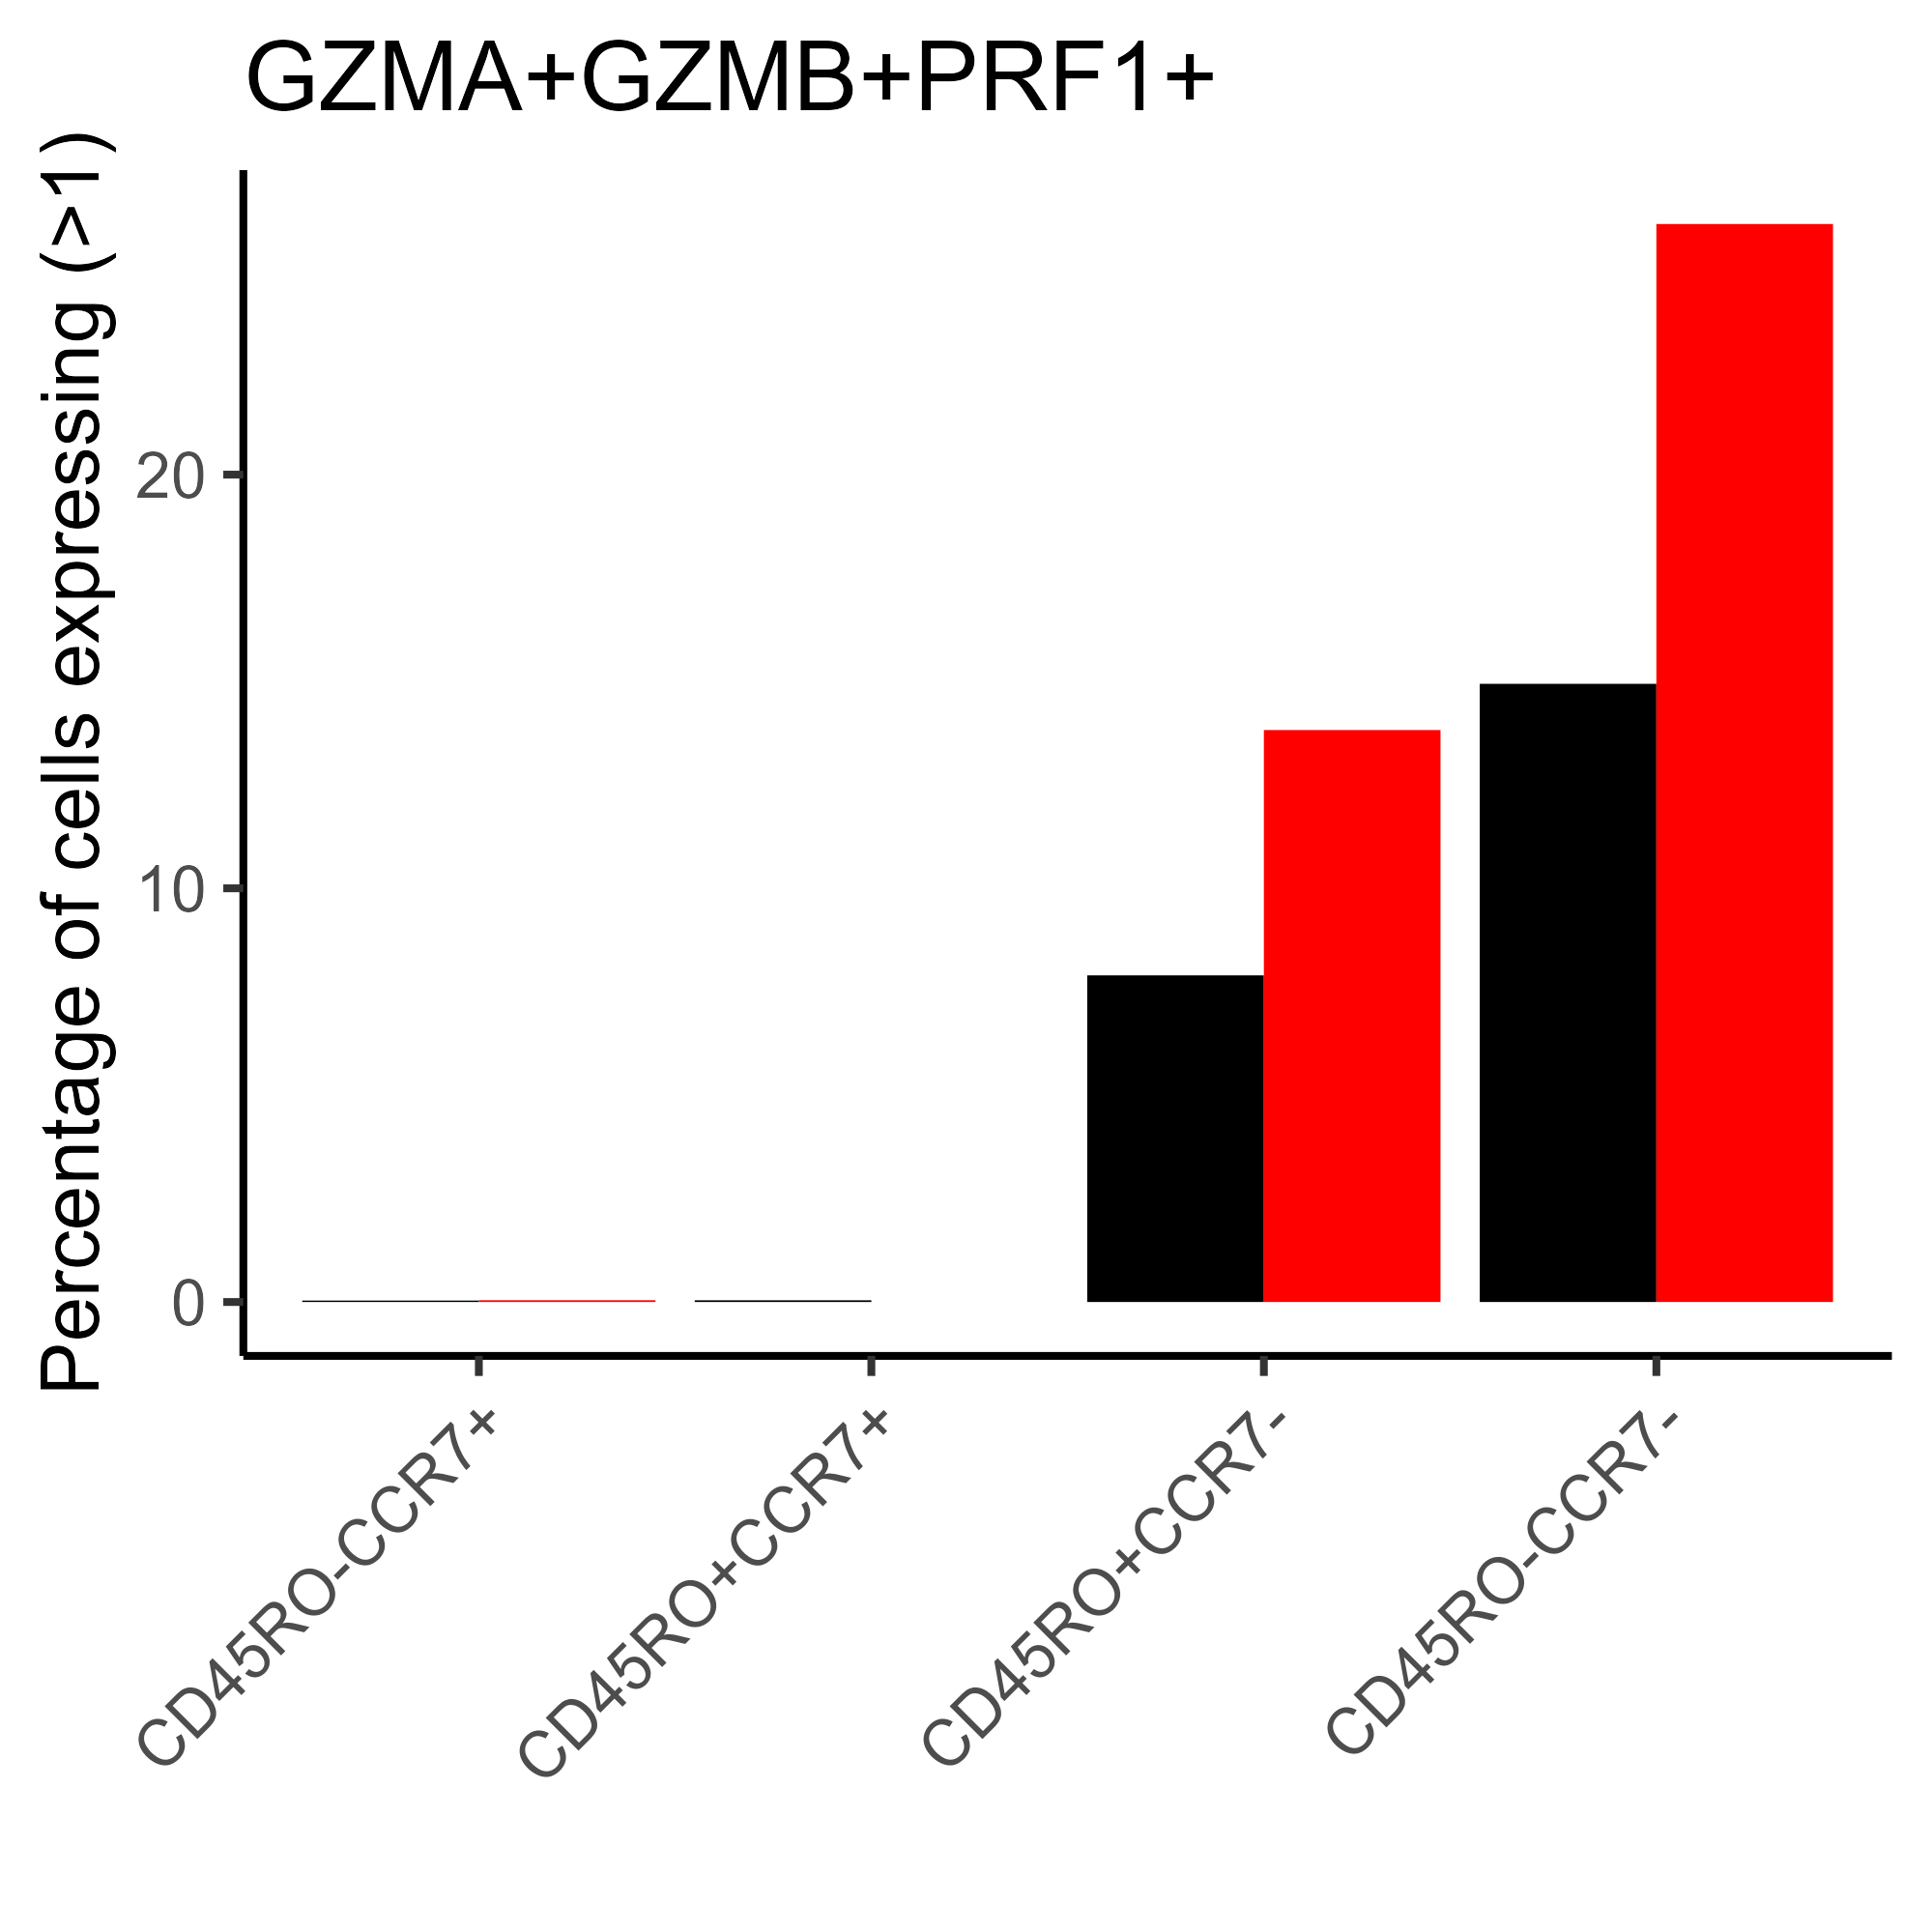 GZMA+GZMB+PRF1+
Percentage of cells expressing (>1)
20
10
0
CD45RO-CCR7+
CD45RO+CCR7+
CD45RO+CCR7-
CD45RO-CCR7-